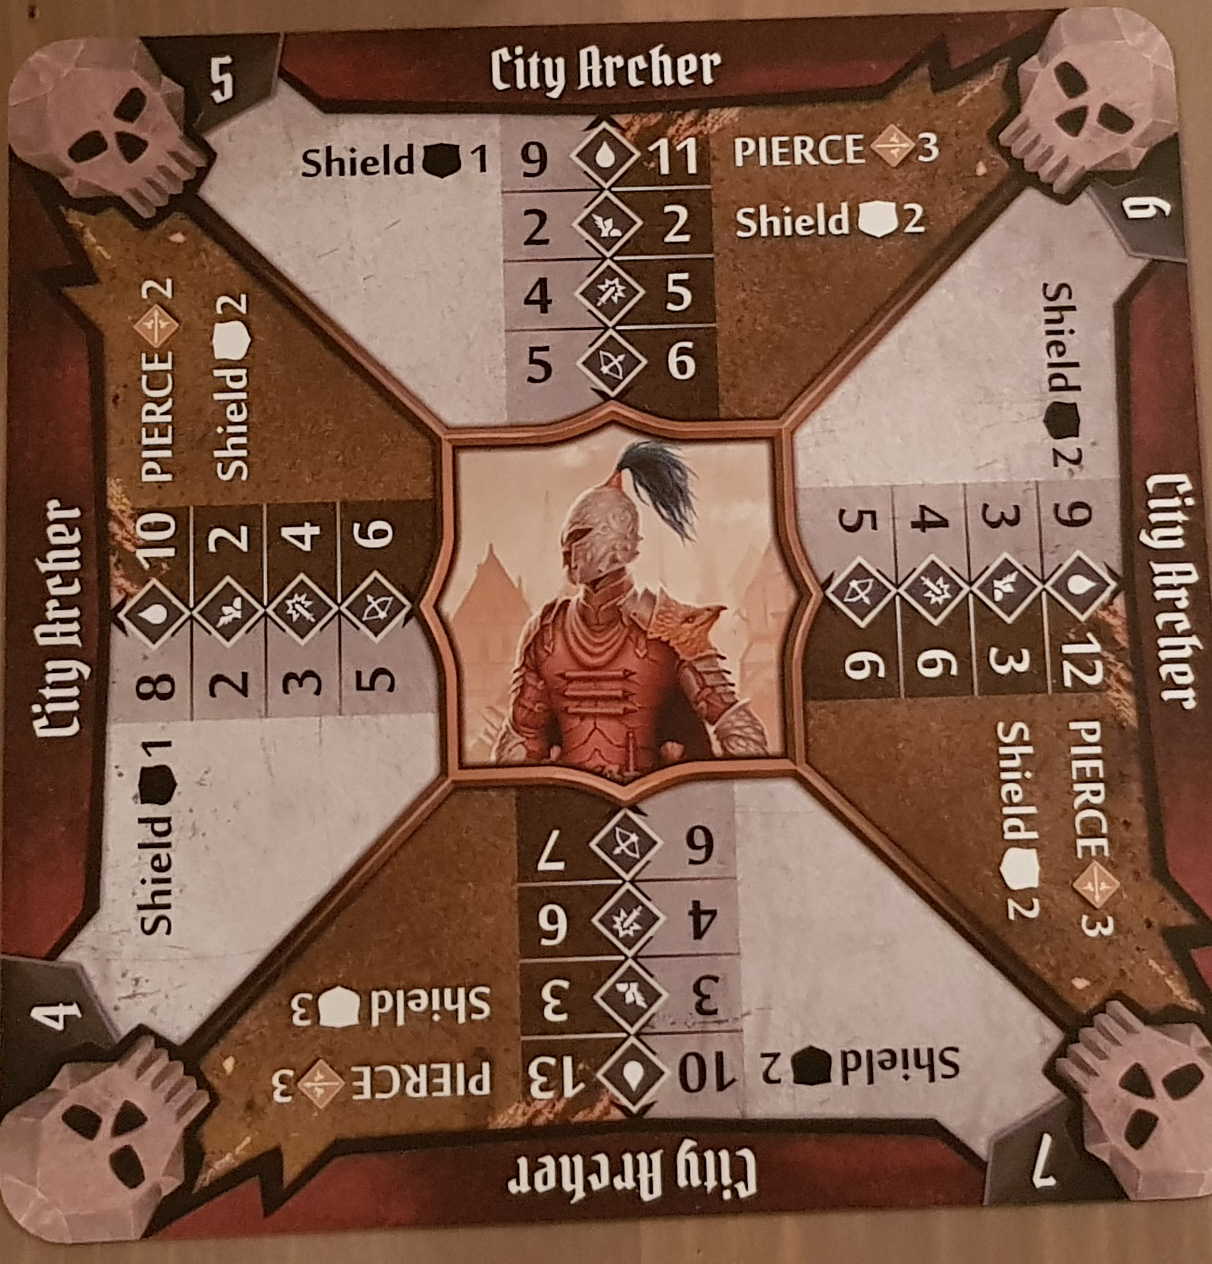 5
City Archer
Shield 1 9 11 PIERCE 3
2 2 Shield 2
4 5
5 6
6
City Archer
Shield 2 9 12 PIERCE 3
3 3 Shield 2
4 6
5 6
7
City Archer
Shield 2 10 13 PIERCE 3
3 3 Shield 3
4 6
6 7
4
City Archer
Shield 1 8 10 PIERCE 2
2 2 Shield 2
3 4
5 6